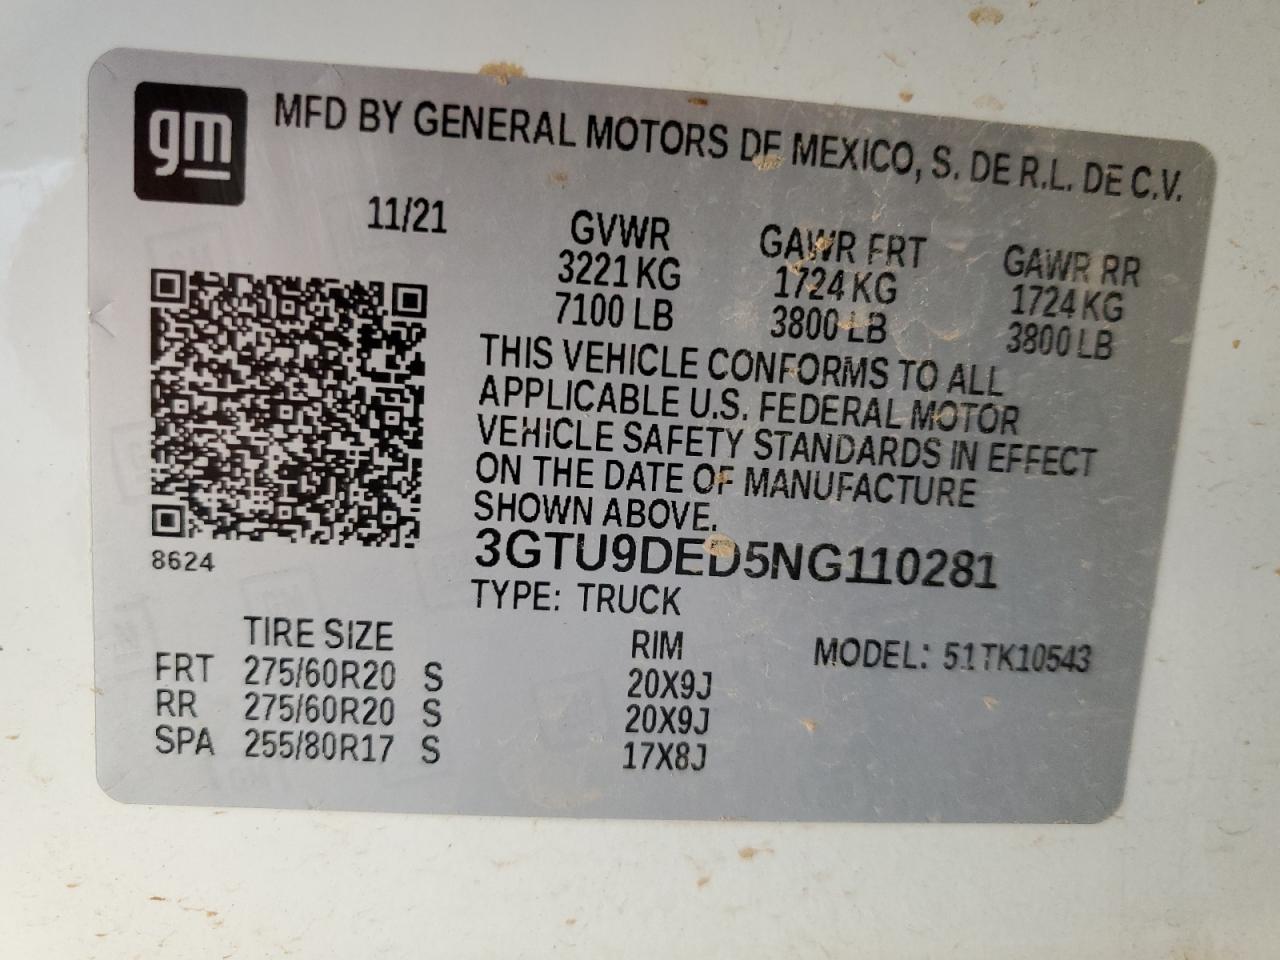 gm
MFD BY GENERAL MOTORS DE MEXICO, S. DE R.L. DE C.V.
11/21
GVWR GAWR FRT GAWR RR
3221 KG 1724 KG 1724 KG
7100 LB 3800 LB 3800 LB
THIS VEHICLE CONFORMS TO ALL
APPLICABLE U.S. FEDERAL MOTOR
VEHICLE SAFETY STANDARDS IN EFFECT
ON THE DATE OF MANUFACTURE
SHOWN ABOVE.
8624
3GTU9DED5NG110281
TYPE: TRUCK
TIRE SIZE RIM MODEL: 51TK10543
FRT 275/60R20 S 20X9J
RR 275/60R20 S 20X9J
SPA 255/80R17 S 17X8J